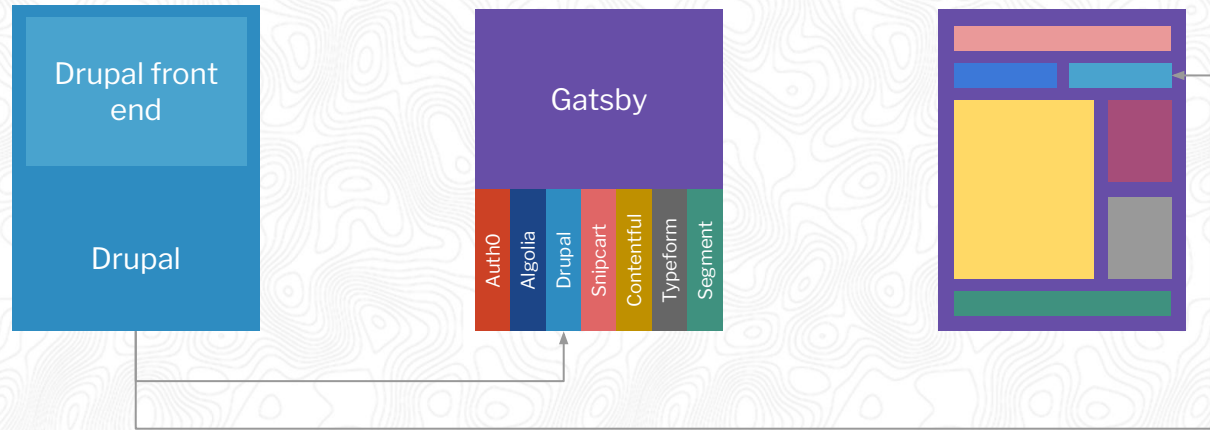 Drupal front
end
Drupal
Gatsby
Auth0
Algolia
Drupal
Snipcart
Contentful
Typeform
Segment